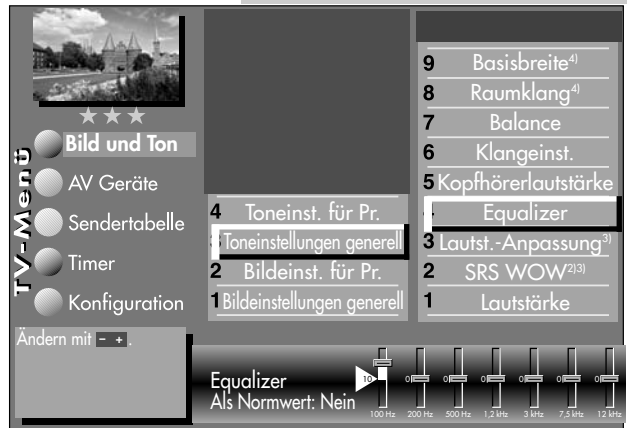 TV-Menü
Bild und Ton
AV Geräte
Sendertabelle
Timer
Konfiguration
Ändern mit - + .
4 Toneinst. für Pr.
3 Toneinstellungen generell
2 Bildeinst. für Pr.
1 Bildeinstellungen generell
9 Basisbreite4)
8 Raumklang4)
7 Balance
6 Klangeinst.
5 Kopfhörerlautstärke
Equalizer
3 Lautst.-Anpassung3)
2 SRS WOW2)3)
1 Lautstärke
Equalizer
Als Normwert: Nein
10 0 0 0 0 0 0
100 Hz 200 Hz 500 Hz 1,2 kHz 3 kHz 7,5 kHz 12 kHz